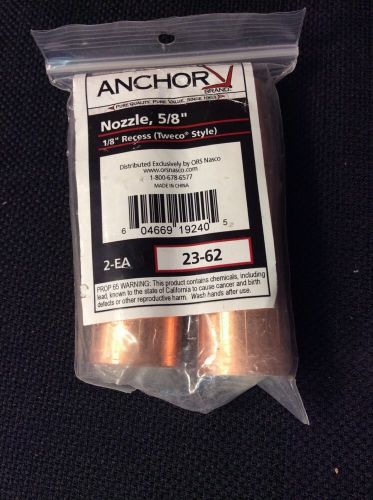 ANCHOR
BRAND
PURE QUALITY. PURE VALUE. SINCE 1963.
Nozzle, 5/8"
1/8" Recess (Tweco® Style)
Distributed Exclusively by ORS Nasco
www.orsnasco.com
1-800-678-6577
MADE IN CHINA
6 04669 19240 5
2-EA 23-62
PROP 65 WARNING: This product contains chemicals, including
lead, known to the state of California to cause cancer and birth
defects or other reproductive harm. Wash hands after use.